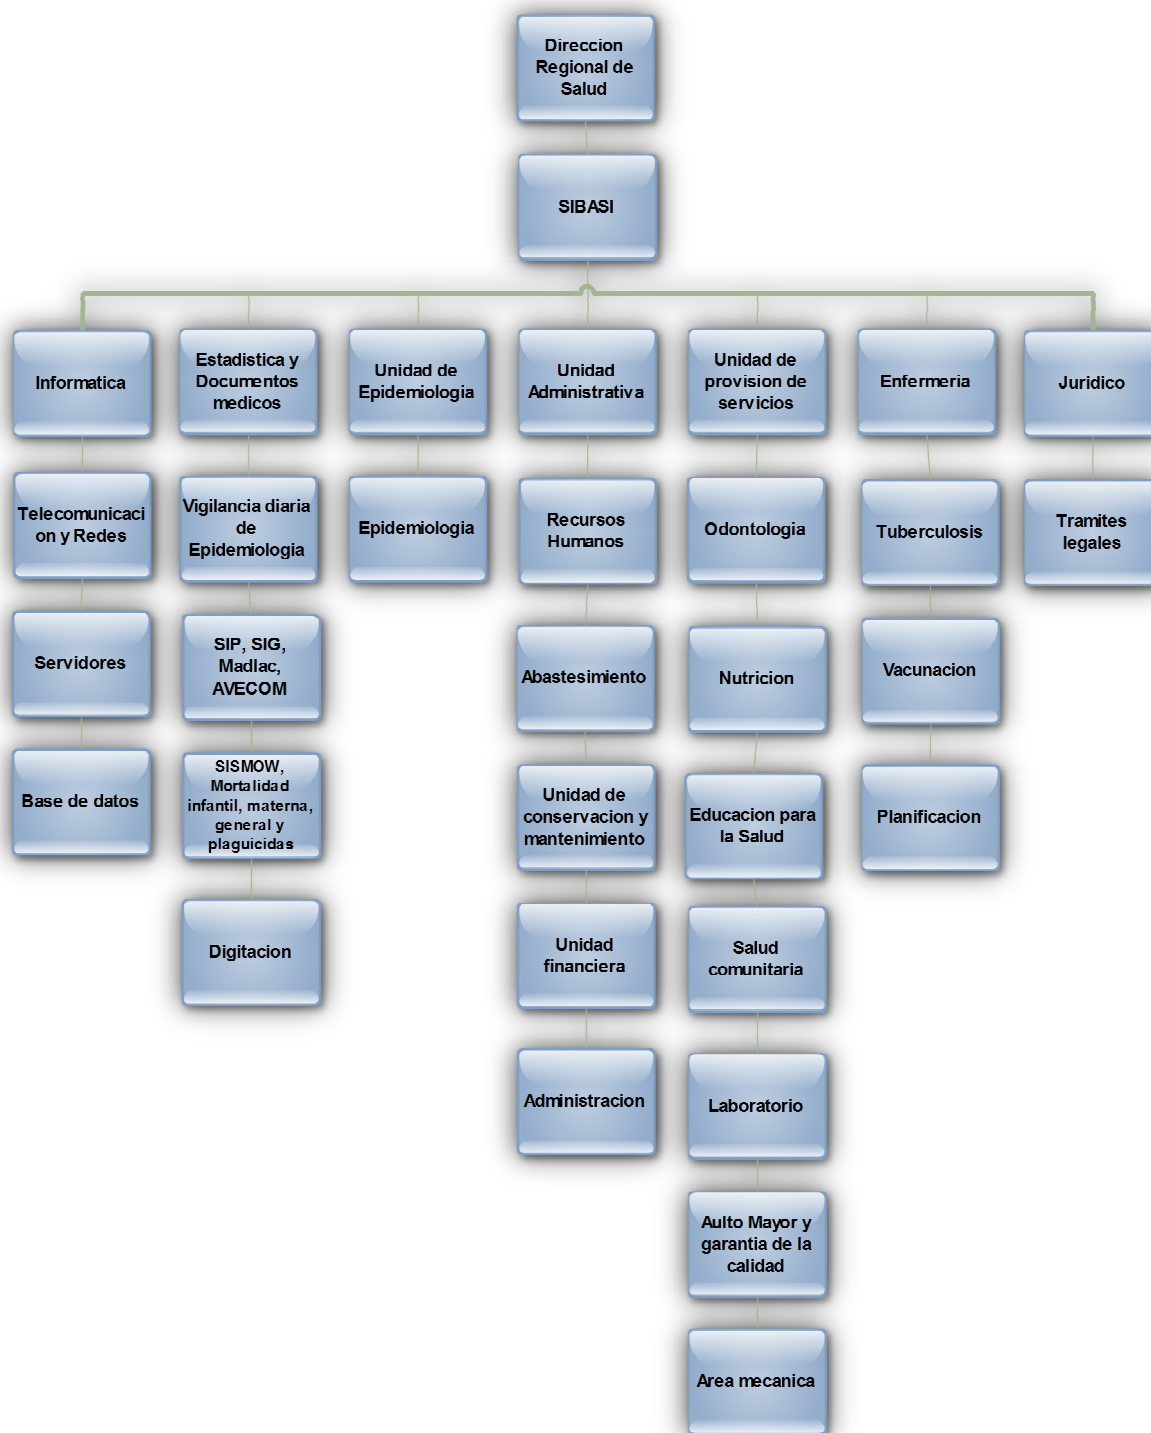 Direccion
Regional de
Salud
SIBASI
Informatica
Estadistica y
Documentos
medicos
Unidad de
Epidemiologia
Unidad
Administrativa
Unidad de
provision de
servicios
Enfermeria
Juridico
Telecomunicaci
on y Redes
Vigilancia diaria
de
Epidemiologia
Epidemiologia
Recursos
Humanos
Odontologia
Tuberculosis
Tramites
legales
Servidores
SIP, SIG,
Madlac,
AVECOM
Abastesimiento
Nutricion
Vacunacion
Base de datos
SISMOW,
Mortalidad
infantil, materna,
general y
plaguicidas
Unidad de
conservacion y
mantenimiento
Educacion para
la Salud
Planificacion
Digitacion
Unidad
financiera
Salud
comunitaria
Administracion
Laboratorio
Aulto Mayor y
garantia de la
calidad
Area mecanica